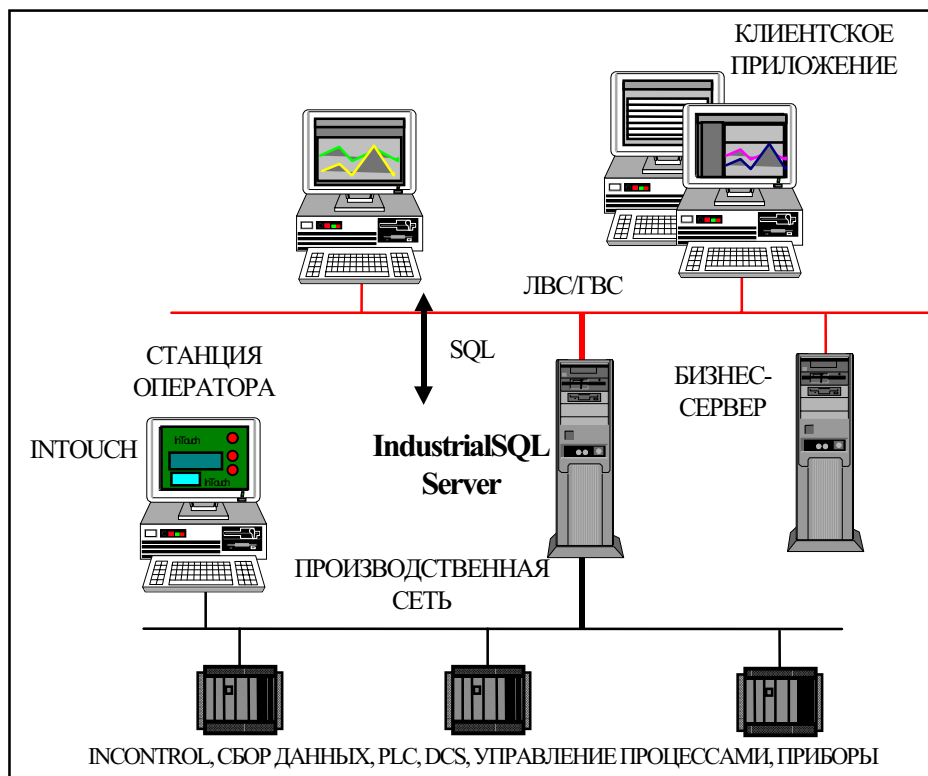 КЛИЕНТСКОЕ
ПРИЛОЖЕНИЕ
ЛВС/ГВС
СТАНЦИЯ
ОПЕРАТОРА
SQL
БИЗНЕС-
СЕРВЕР
INTOUCH
InTouch
InTouch
IndustrialSQL
Server
ПРОИЗВОДСТВЕННАЯ
СЕТЬ
INCONTROL, СБОР ДАННЫХ, PLC, DCS, УПРАВЛЕНИЕ ПРОЦЕССАМИ, ПРИБОРЫ